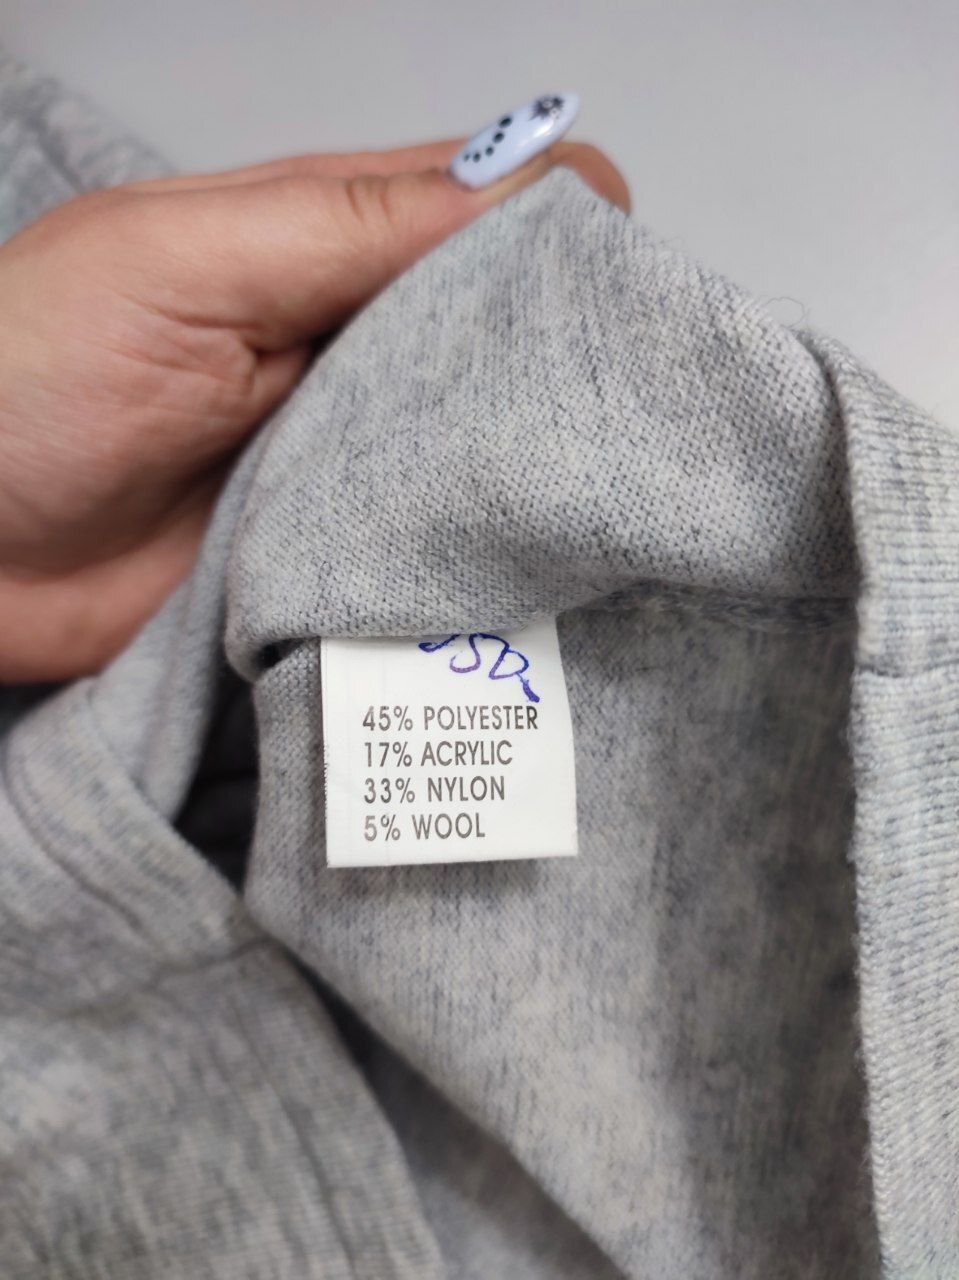 45% POLYESTER
17% ACRYLIC
33% NYLON
5% WOOL